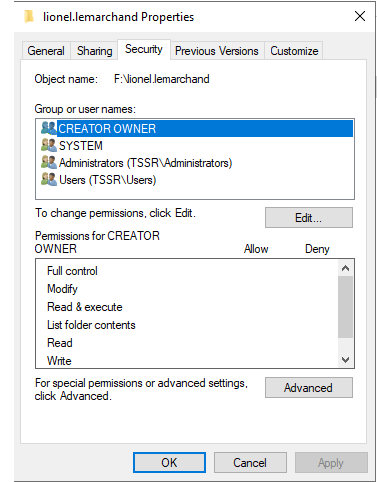 lionel.lemarchand Properties
General Sharing Security Previous Versions Customize
Object name: F:\lionel.lemarchand
Group or user names:
CREATOR OWNER
SYSTEM
Administrators (TSSR\Administrators)
Users (TSSR\Users)
To change permissions, click Edit.
Edit...
Permissions for CREATOR
OWNER Allow Deny
Full control
Modify
Read & execute
List folder contents
Read
Write
For special permissions or advanced settings,
click Advanced.
Advanced
OK Cancel Apply